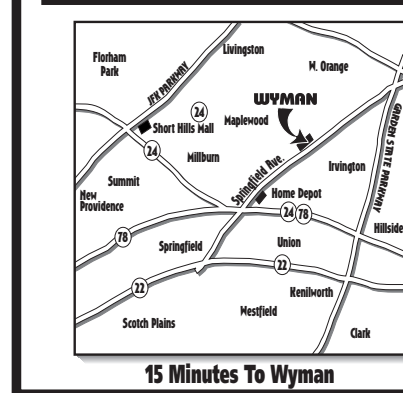 Livingston
Florham
Park
W. Orange
JFK PARKWAY
WYMAN
24
Maplewood
Short Hills Mall
GARDEN STATE PARKWAY
24
Millburn
Springfield Ave.
Irvington
Summit
New
Providence
Home Depot
24 78
Hillside
78
Springfield
Union
22
22
Kenilworth
Scotch Plains
Westfield
Clark
15 Minutes To Wyman